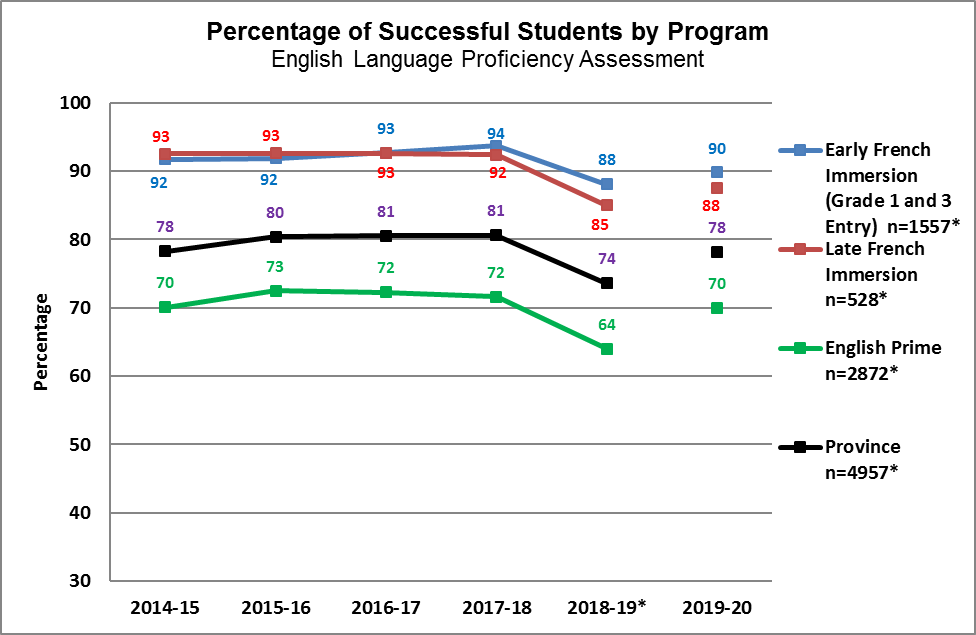 Percentage of Successful Students by Program
English Language Proficiency Assessment
Percentage
100
90
80
70
60
50
40
30
93 93 93 94 88 90
92 92 93 92 85 88
78 80 81 81 74 78
70 73 72 72 64 70
2014-15 2015-16 2016-17 2017-18 2018-19* 2019-20
Early French
Immersion
(Grade 1 and 3
Entry) n=1557*
Late French
Immersion
n=528*
English Prime
n=2872*
Province
n=4957*